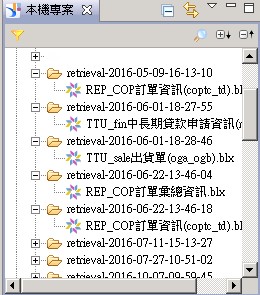 本機專案
retrieval-2016-05-09-16-13-10
REP_COP訂單資訊(coptc_td).bl
retrieval-2016-06-01-18-27-55
TTU_fin中長期貸款申請資訊(
retrieval-2016-06-01-18-28-46
TTU_sale出貨單(oga_ogb).blx
retrieval-2016-06-22-13-46-04
REP_COP訂單彙總資訊.blx
retrieval-2016-06-22-13-46-18
REP_COP訂單資訊(coptc_td).bl
retrieval-2016-07-11-15-13-27
retrieval-2016-07-27-10-51-02
retrieval-2016-10-07-09-59-45